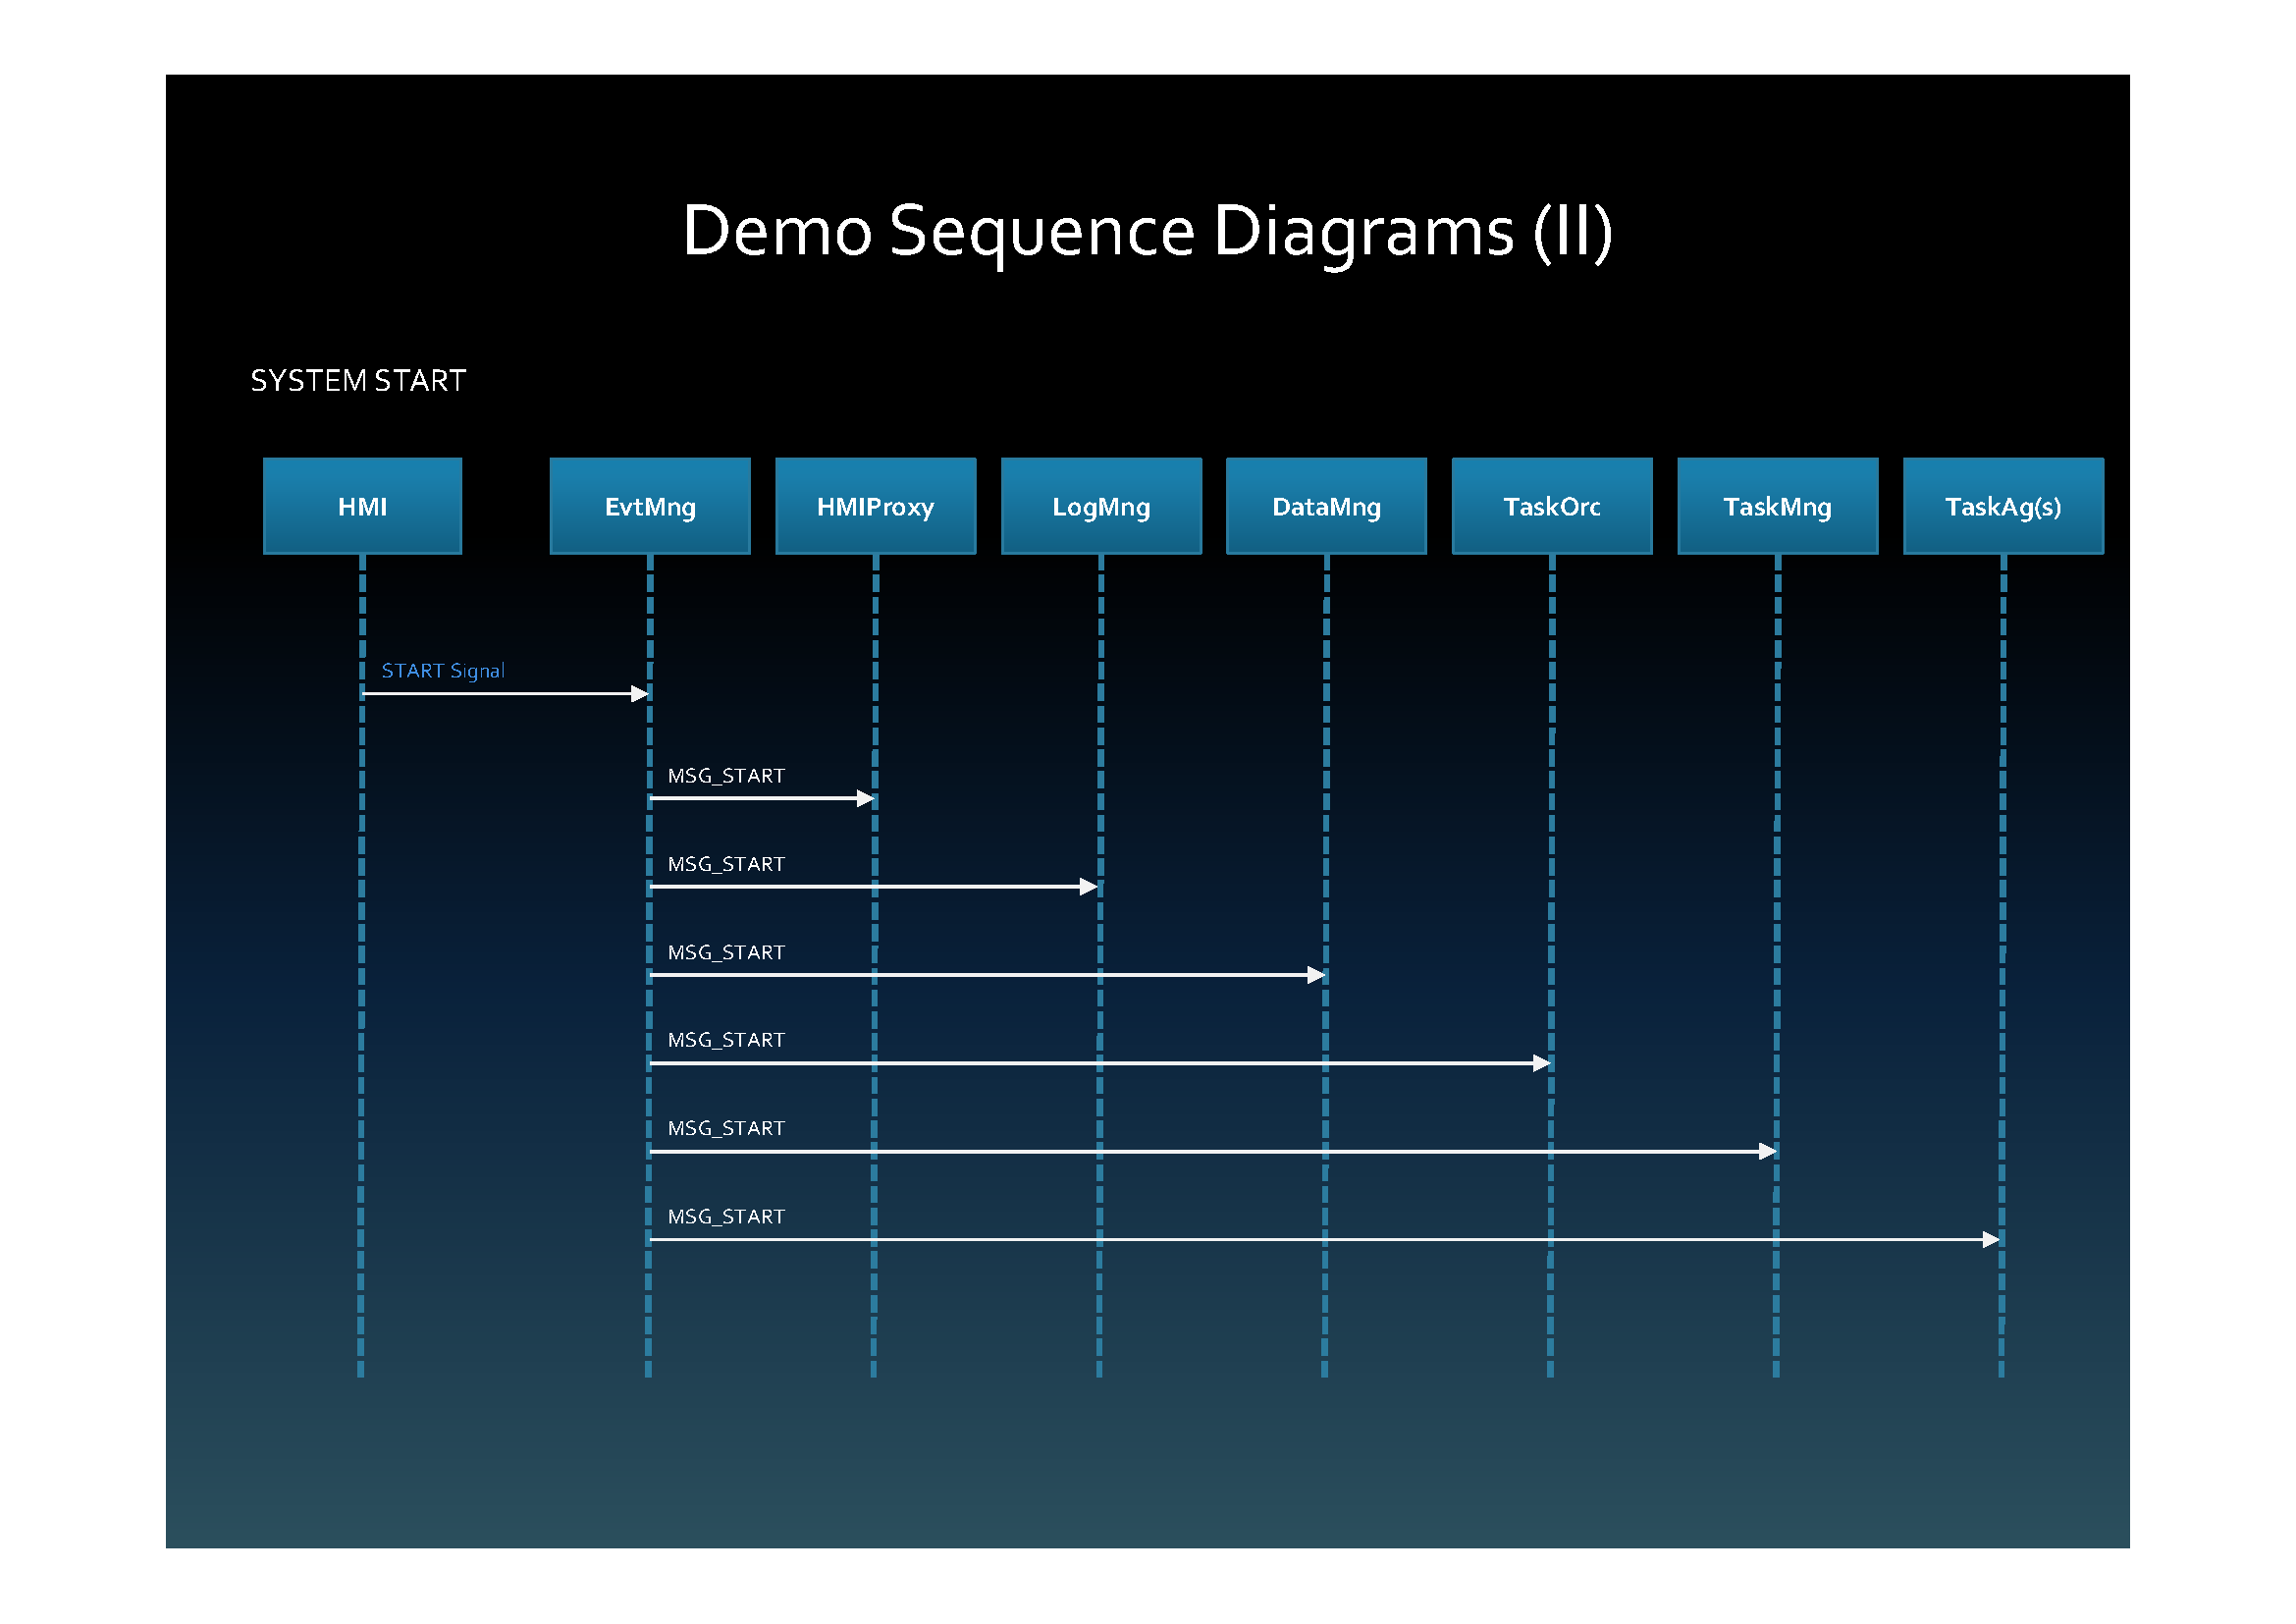 Demo Sequence Diagrams (II)
SYSTEM START
HMI
EvtMng
HMIProxy
LogMng
DataMng
TaskOrc
TaskMng
TaskAg(s)
START Signal
MSG_START
MSG_START
MSG_START
MSG_START
MSG_START
MSG_START